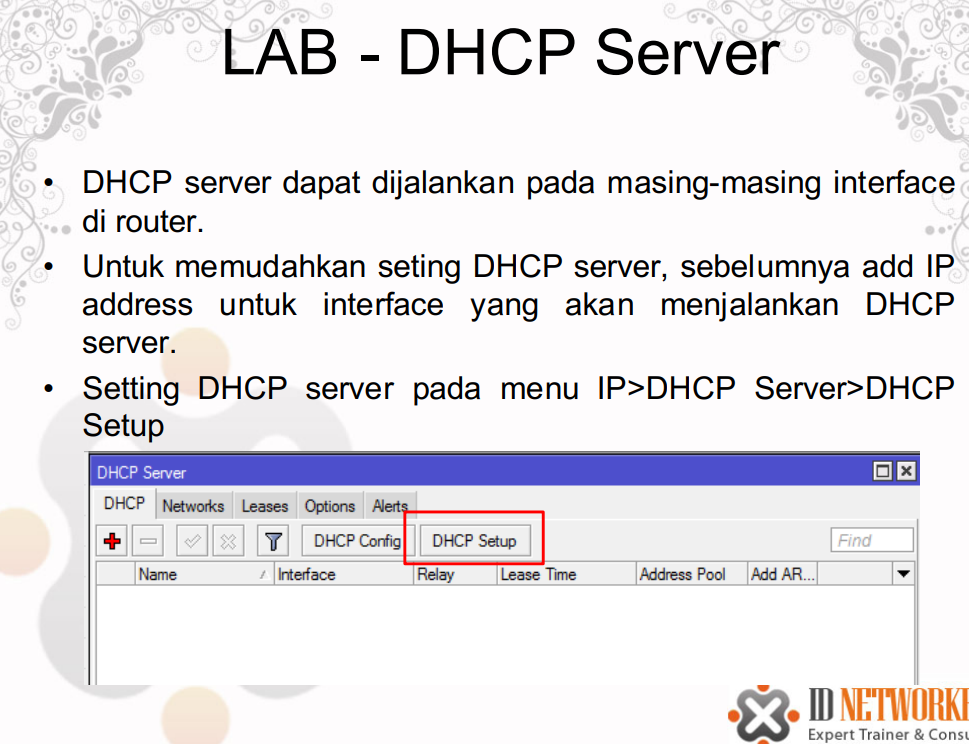 LAB - DHCP Server
• DHCP server dapat dijalankan pada masing-masing interface
di router.
• Untuk memudahkan seting DHCP server, sebelumnya add IP
address untuk interface yang akan menjalankan DHCP
server.
• Setting DHCP server pada menu IP>DHCP Server>DHCP
Setup
DHCP Server
DHCP Networks Leases Options Alerts
DHCP Config DHCP Setup Find
Name Interface Relay Lease Time Address Pool Add AR...
ID NETWORKE
Expert Trainer & Consu